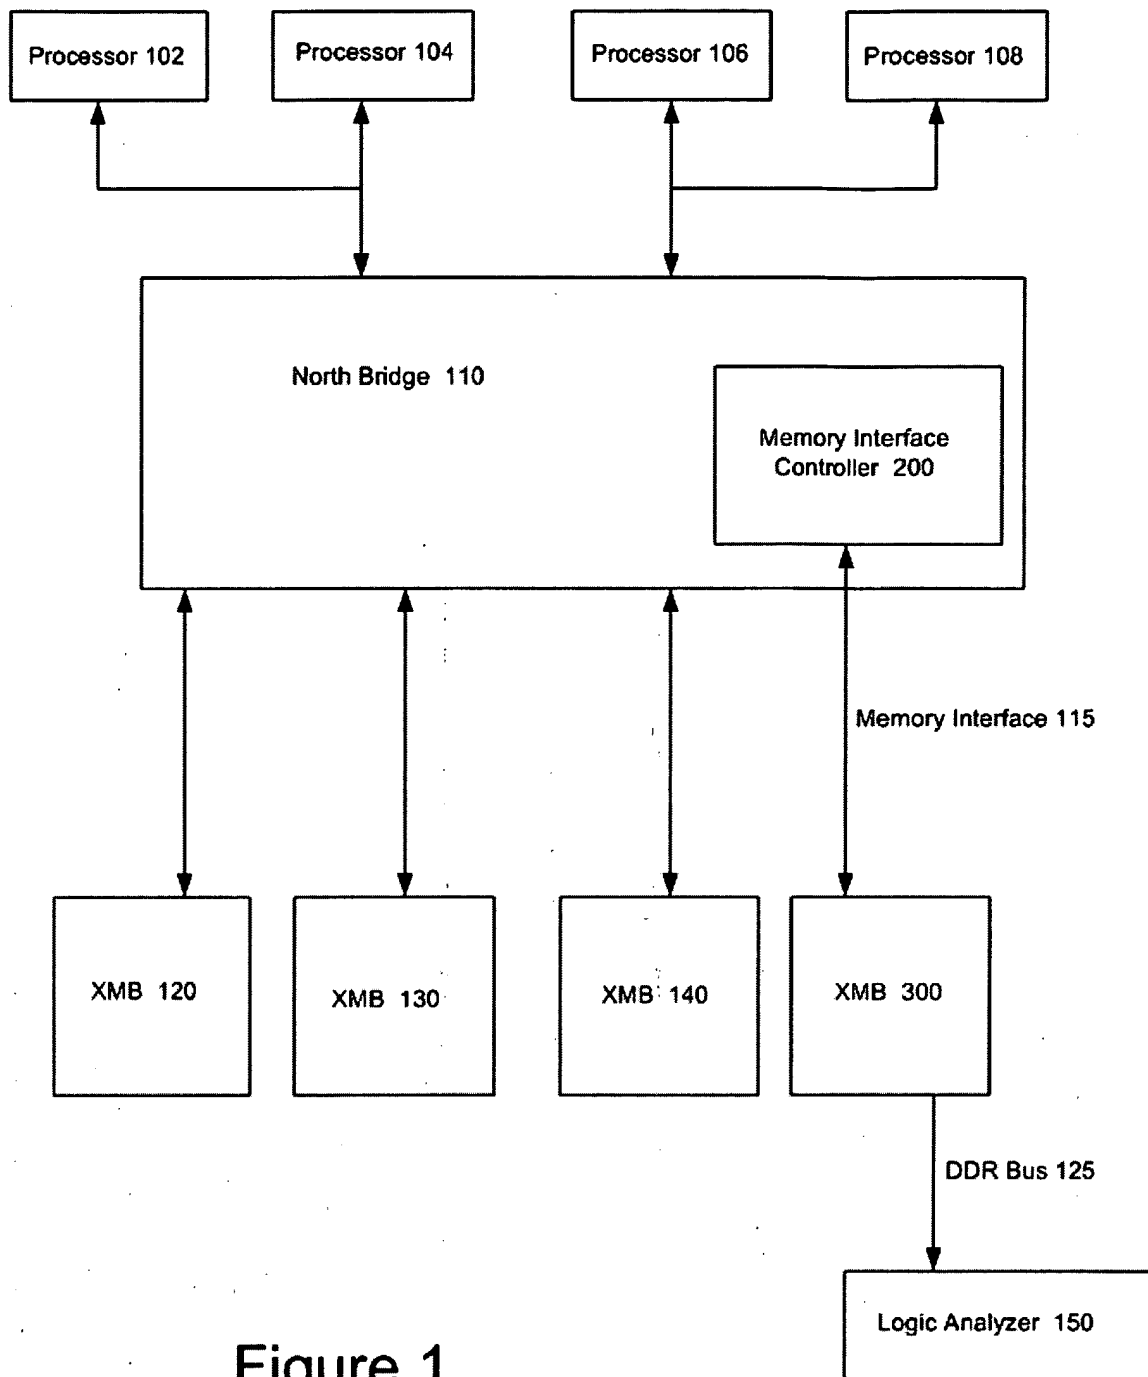 Processor 102
Processor 104
Processor 106
Processor 108
North Bridge 110
Memory Interface
Controller 200
Memory Interface 115
XMB 120
XMB 130
XMB 140
XMB 300
DDR Bus 125
Logic Analyzer 150
Figure 1